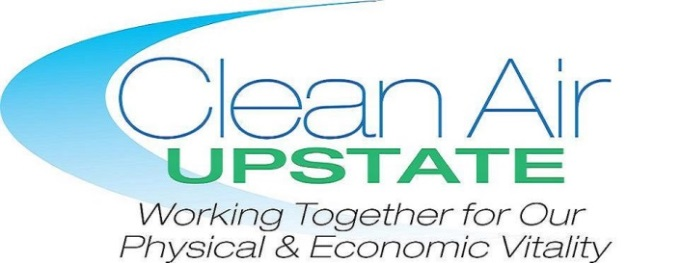 Clean Air
UPSTATE
Working Together for Our
Physical & Economic Vitality